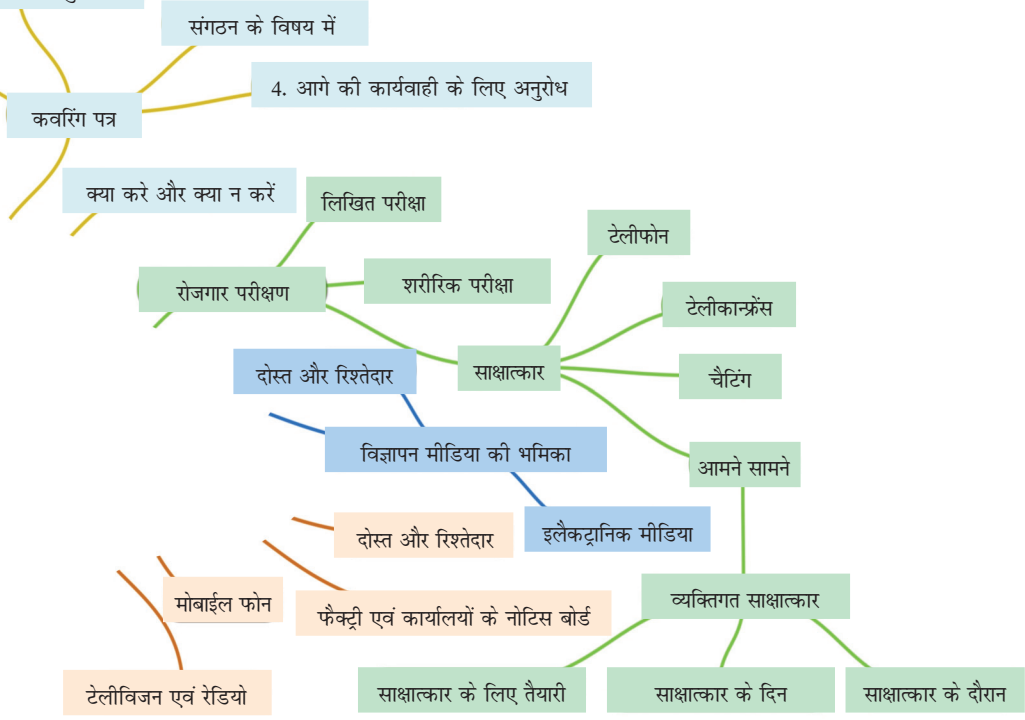 संगठन के विषय में
4. आगे की कार्यवाही के लिए अनुरोध
कवरिंग पत्र
क्या करे और क्या न करें
लिखित परीक्षा
टेलीफोन
रोजगार परीक्षण
शरीरिक परीक्षा
टेलीकान्फ्रेंस
साक्षात्कार
चैटिंग
दोस्त और रिश्तेदार
विज्ञापन मीडिया की भमिका
आमने सामने
दोस्त और रिश्तेदार
इलैकट्रानिक मीडिया
मोबाईल फोन
फैक्ट्री एवं कार्यालयों के नोटिस बोर्ड
व्यक्तिगत साक्षात्कार
टेलीविजन एवं रेडियो
साक्षात्कार के लिए तैयारी
साक्षात्कार के दिन
साक्षात्कार के दौरान